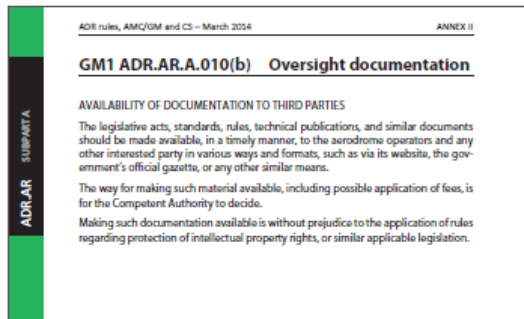 ADR rules, AMC/GM and CS – March 2014 ANNEX II
GM1 ADR.AR.A.010(b) Oversight documentation
ADR.AR SUBPART A
AVAILABILITY OF DOCUMENTATION TO THIRD PARTIES
The legislative acts, standards, rules, technical publications, and similar documents
should be made available, in a timely manner, to the aerodrome operators and any
other interested party in various ways and formats, such as via its website, the gov-
ernment's official gazette, or any other similar means.
The way for making such material available, including possible application of fees, is
for the Competent Authority to decide.
Making such documentation available is without prejudice to the application of rules
regarding protection of intellectual property rights, or similar applicable legislation.